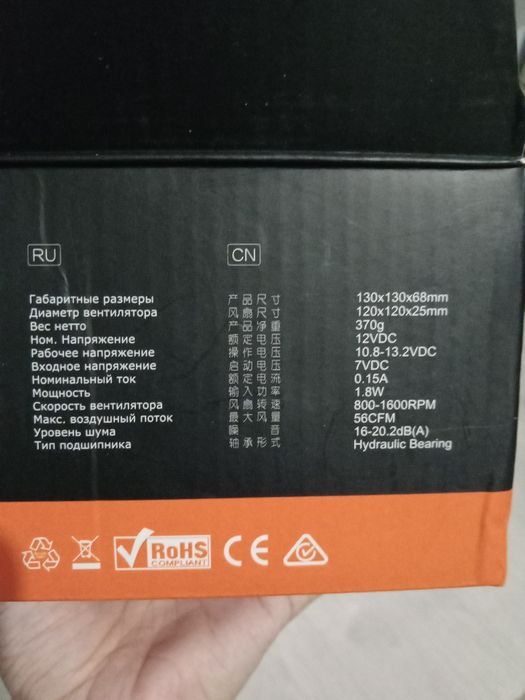 RU CN
Габаритные размеры 产品尺寸 130x130x68mm
Диаметр вентилятора 风扇尺寸 120x120x25mm
Вес нетто 产品净重 370g
Ном. Напряжение 额定电压 12VDC
Рабочее напряжение 操作电压 10.8-13.2VDC
Входное напряжение 启动电压 7VDC
Номинальный ток 额定电流 0.15A
Мощность 输入功率 1.8W
Скорость вентилятора 风扇转速 800-1600RPM
Макс. воздушный поток 最大风量 56CFM
Уровень шума 噪音 16-20.2dB(A)
Тип подшипника 轴承形式 Hydraulic Bearing
RoHS CE
COMPLIANT